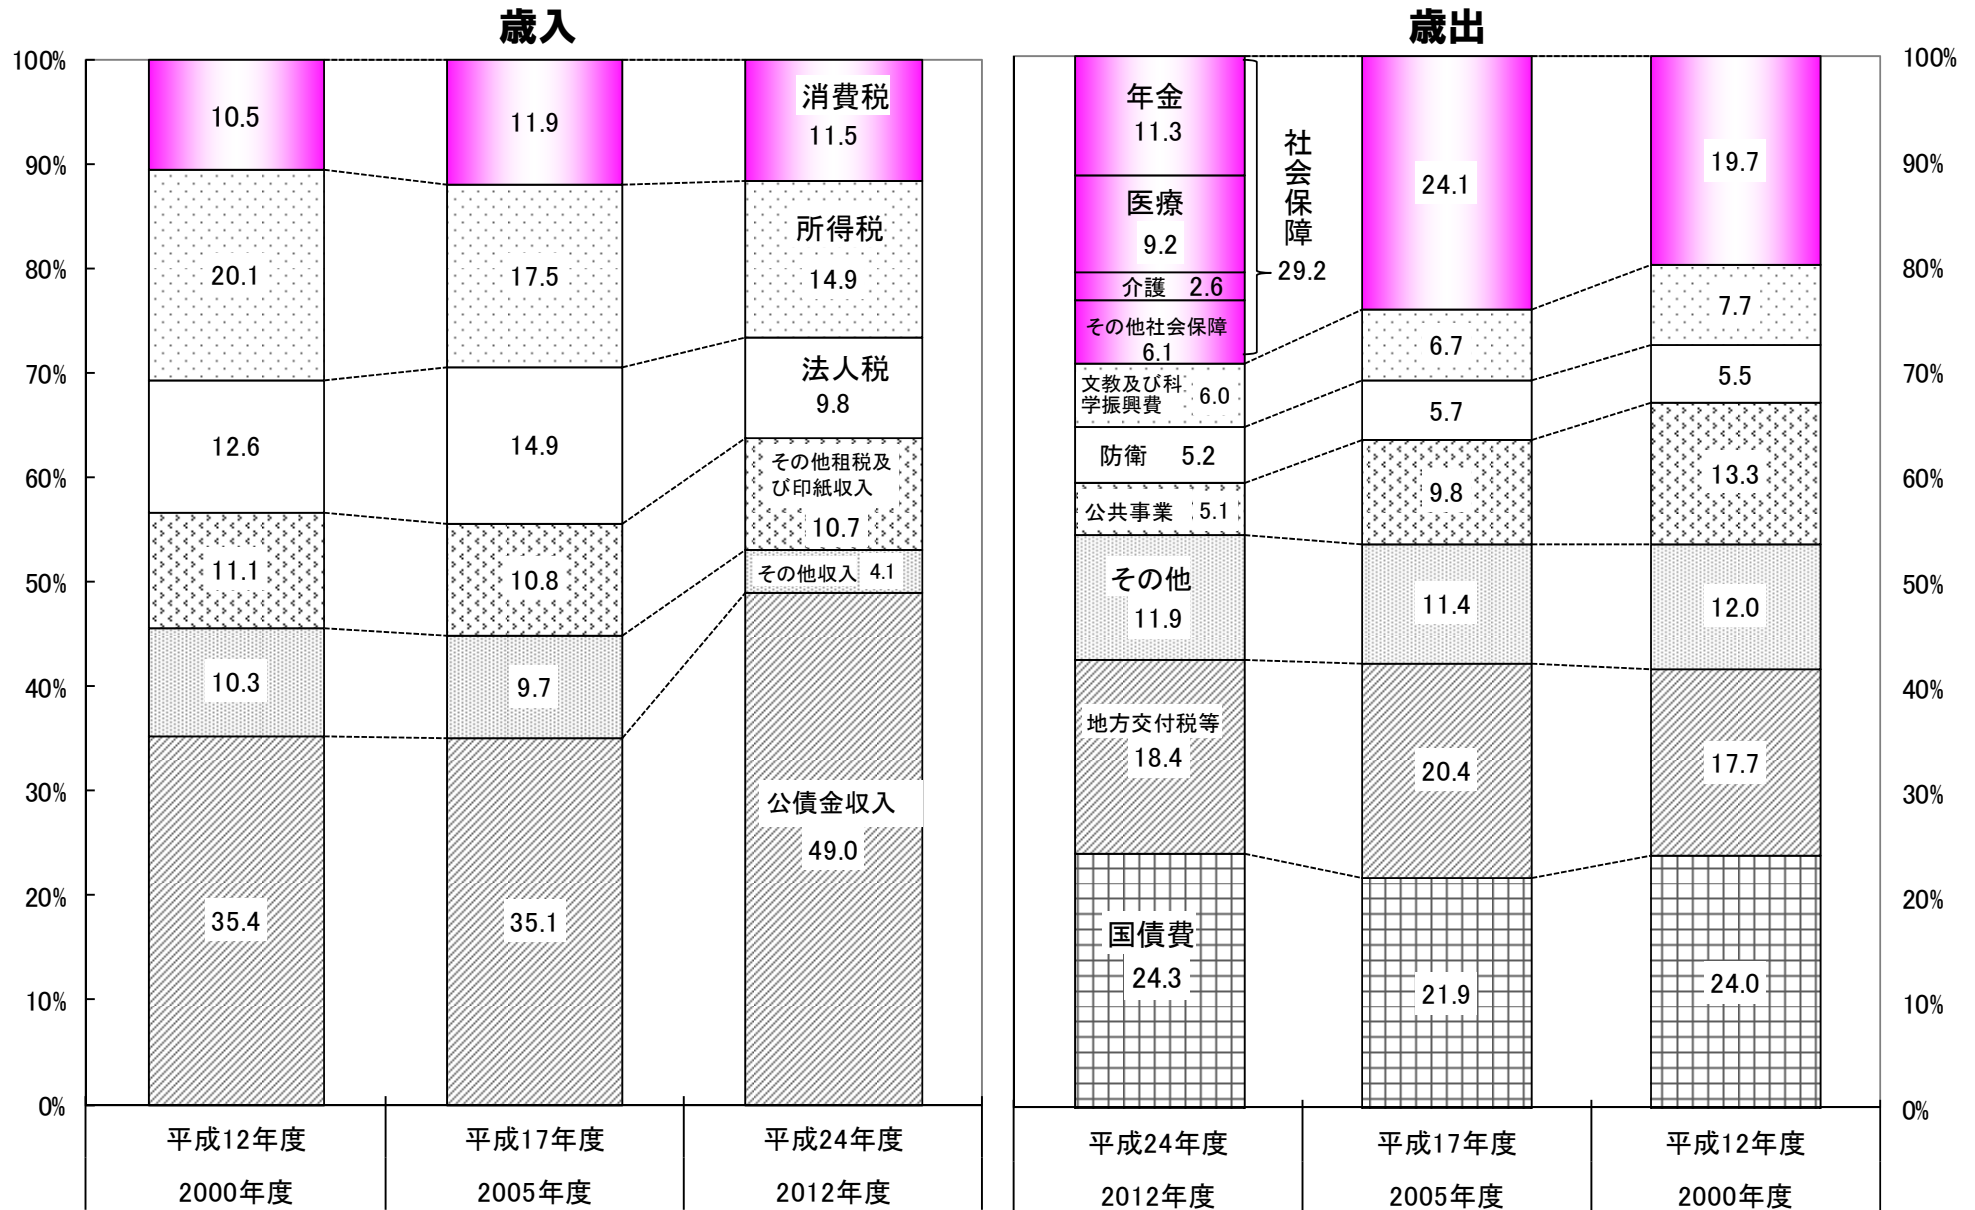 歳入
100%
90%
80%
70%
60%
50%
40%
30%
20%
10%
0%
10.5
20.1
12.6
11.1
10.3
35.4
11.9
17.5
14.9
10.8
9.7
35.1
消費税
11.5
所得税
14.9
法人税
9.8
その他租税及
び印紙収入
10.7
その他収入 4.1
公債金収入
49.0
平成12年度 平成17年度 平成24年度
2000年度 2005年度 2012年度
歳出
年金
11.3
医療
9.2
介護 2.6
その他社会保障
6.1
社会保障
29.2
文教及び科
学振興費 6.0
防衛 5.2
公共事業 5.1
その他
11.9
地方交付税等
18.4
国債費
24.3
24.1
6.7
5.7
9.8
11.4
20.4
21.9
19.7
7.7
5.5
13.3
12.0
17.7
24.0
100%
90%
80%
70%
60%
50%
40%
30%
20%
10%
0%
平成24年度 平成17年度 平成12年度
2012年度 2005年度 2000年度